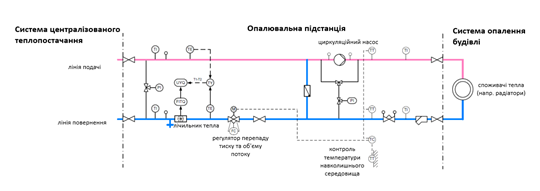 Система централізованого
теплопостачання
Опалювальна підстанція
Система опалення
будівлі
циркуляційний насос
лінія подачі
лінія повернення
лічильник тепла
регулятор перепаду
тиску та об'єму
потоку
контроль
температури
навколишнього
середовища
споживачі тепла
(напр. радіатори)